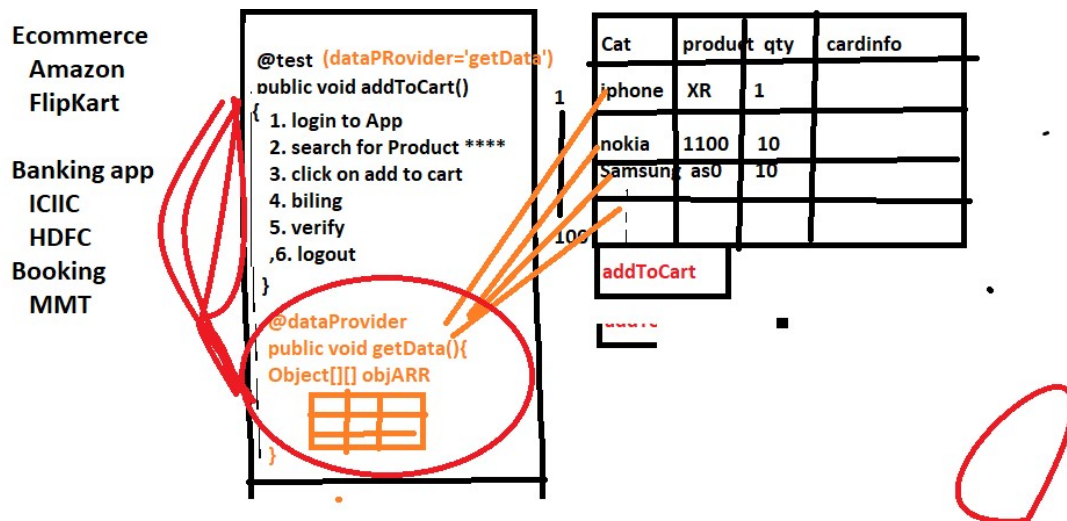 Ecommerce
Amazon
FlipKart
Banking app
ICIIC
HDFC
Booking
MMT
@test (dataPRovider='getData')
public void addToCart()
{
1. login to App
2. search for Product ****
3. click on add to cart
4. biling
5. verify
,6. logout
}
@dataProvider
public void getData(){
Object[][] objARR
}
1
100
Cat product qty cardinfo
iphone XR 1
nokia 1100 10
Samsung as0 10
addToCart